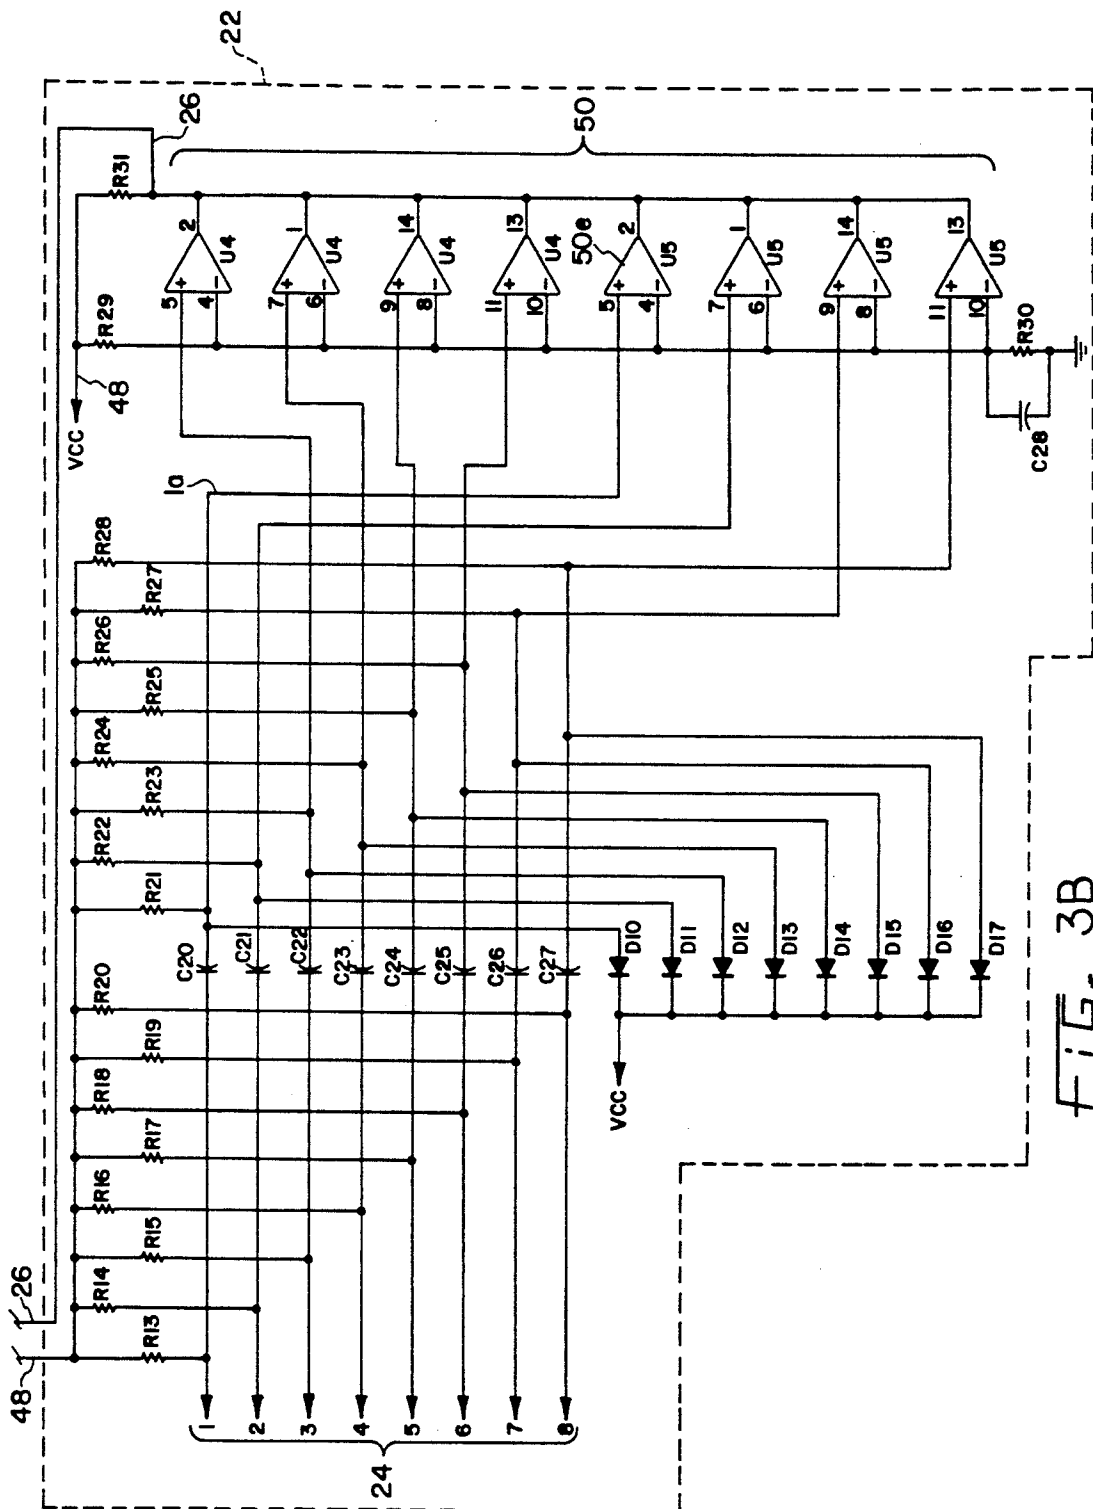 22
48
26
26
R13
R14
R15
R16
R17
R18
R19
R20
R21
R22
R23
R24
R25
R26
R27
R28
VCC
48
R29
R31
1a
24
1
2
3
4
5
6
7
8
C20
C21
C22
C23
C24
C25
C26
C27
5
+
4
-
2
U4
7
+
6
-
1
U4
9
+
8
-
14
U4
11
+
10
-
13
U4
50e
5
+
4
-
2
U5
7
+
6
-
1
U5
9
+
8
-
14
U5
11
+
10
-
13
U5
50
VCC
D10
D11
D12
D13
D14
D15
D16
D17
C28
R30
FiG. 3B